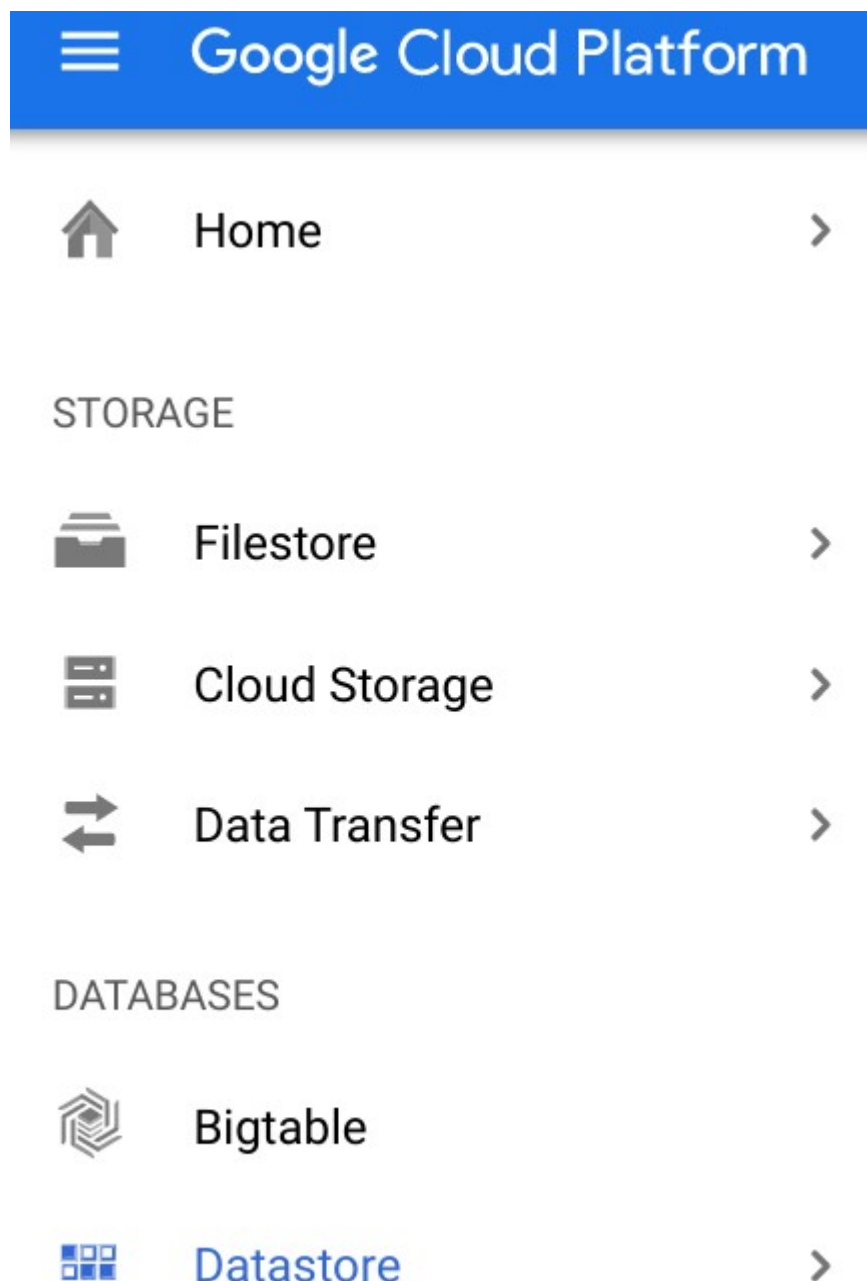 Google Cloud Platform
Home
STORAGE
Filestore
Cloud Storage
Data Transfer
DATABASES
Bigtable
Datastore